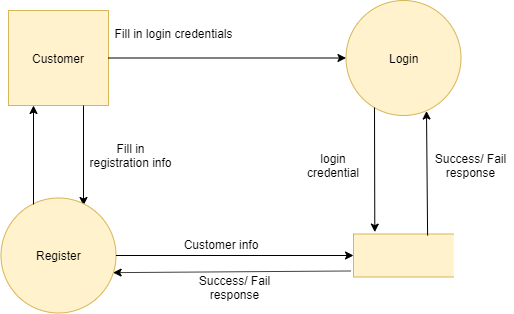 Fill in login credentials
Customer
Login
Fill in
registration info
login
credential
Success/ Fail
response
Customer info
Register
Success/ Fail
response